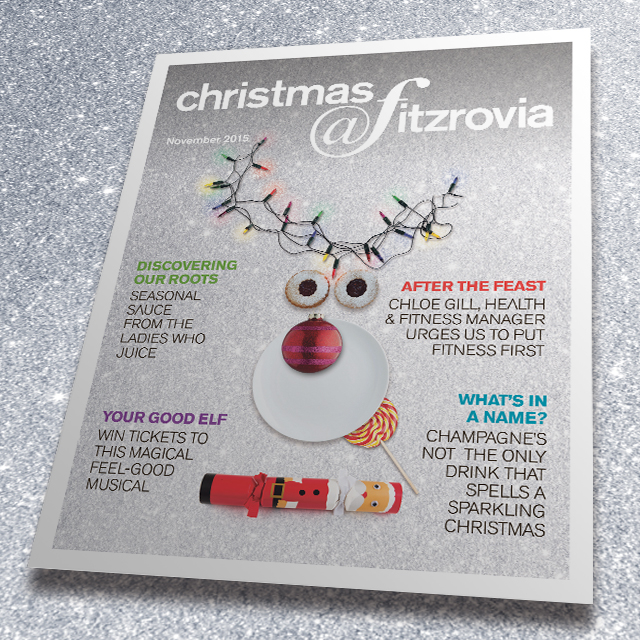 christmas
@fitzrovia
November 2015
DISCOVERING
OUR ROOTS
SEASONAL
SAUCE
FROM THE
LADIES WHO
JUICE
AFTER THE FEAST
CHLOE GILL, HEALTH
& FITNESS MANAGER
URGES US TO PUT
FITNESS FIRST
YOUR GOOD ELF
WIN TICKETS TO
THIS MAGICAL
FEEL-GOOD
MUSICAL
WHAT'S IN
A NAME?
CHAMPAGNE'S
NOT THE ONLY
DRINK THAT
SPELLS A
SPARKLING
CHRISTMAS